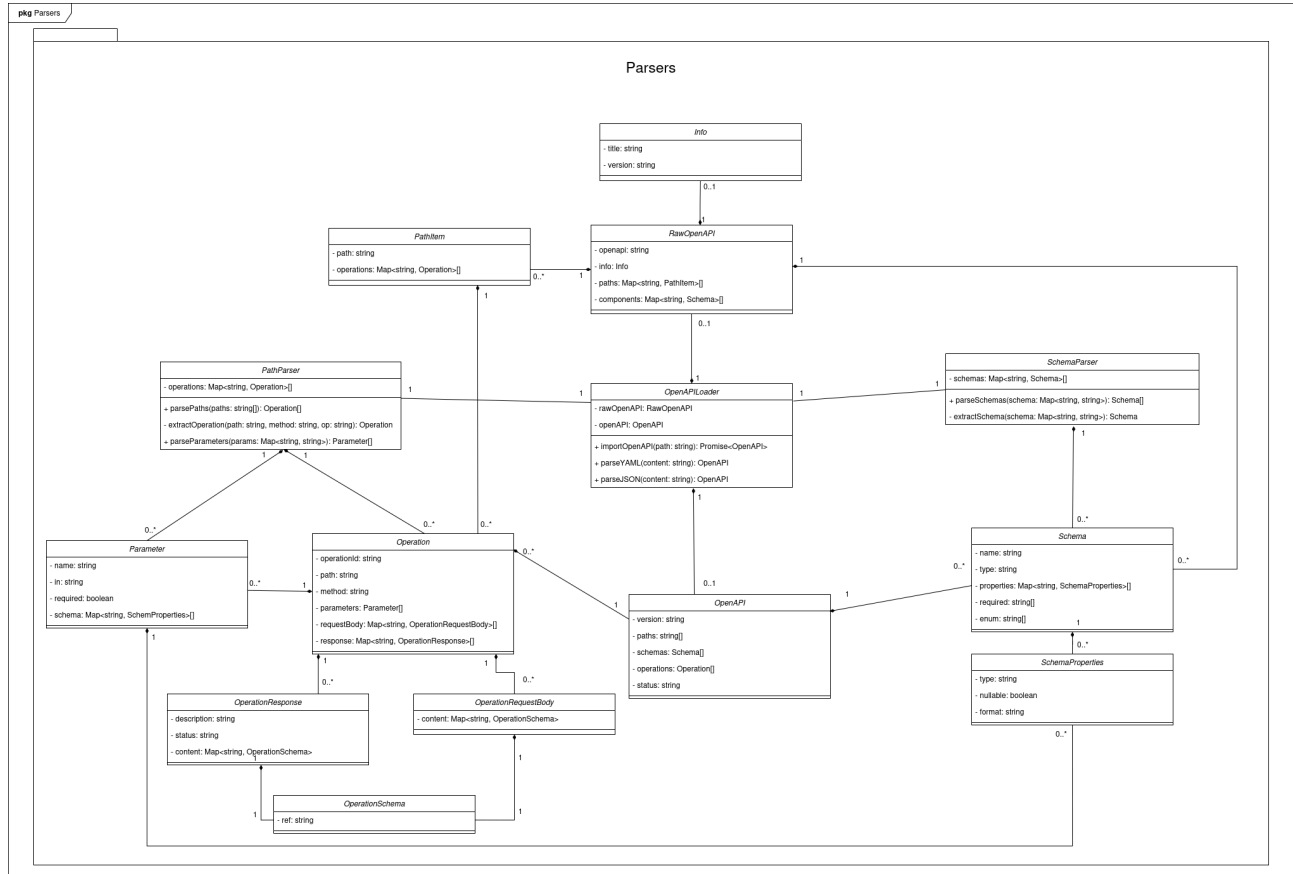 pkg Parsers
Parsers
Info
- title: string
- version: string
0..1
1
RawOpenAPI
- openapi: string
- info: Info
- paths: Map<string, PathItem>[]
- components: Map<string, Schema>[]
PathItem
- path: string
- operations: Map<string, Operation>[]
0..*
1
1
1
0..1
PathParser
- operations: Map<string, Operation>[]
+ parsePaths(paths: string[]): Operation[]
- extractOperation(path: string, method: string, op: string): Operation
+ parseParameters(params: Map<string, string>): Parameter[]
1
1
1
OpenAPILoader
- rawOpenAPI: RawOpenAPI
- openAPI: OpenAPI
+ importOpenAPI(path: string): Promise<OpenAPI>
+ parseYAML(content: string): OpenAPI
+ parseJSON(content: string): OpenAPI
1
1
SchemaParser
- schemas: Map<string, Schema>[]
+ parseSchemas(schema: Map<string, string>): Schema[]
- extractSchema(schema: Map<string, string>): Schema
1
1
1
1
0..*
0..*
0..*
0..*
Parameter
- name: string
- in: string
- required: boolean
- schema: Map<string, SchemProperties>[]
0..*
1
1
Operation
- operationId: string
- path: string
- method: string
- parameters: Parameter[]
- requestBody: Map<string, OperationRequestBody>[]
- response: Map<string, OperationResponse>[]
0..*
1
1
1
0..*
0..*
0..1
OpenAPI
- version: string
- paths: string[]
- schemas: Schema[]
- operations: Operation[]
- status: string
1
0..*
0..*
Schema
- name: string
- type: string
- properties: Map<string, SchemaProperties>[]
- required: string[]
- enum: string[]
1
0..*
SchemaProperties
- type: string
- nullable: boolean
- format: string
0..*
OperationResponse
- description: string
- status: string
- content: Map<string, OperationSchema>
1
OperationRequestBody
- content: Map<string, OperationSchema>
1
1
OperationSchema
- ref: string
1